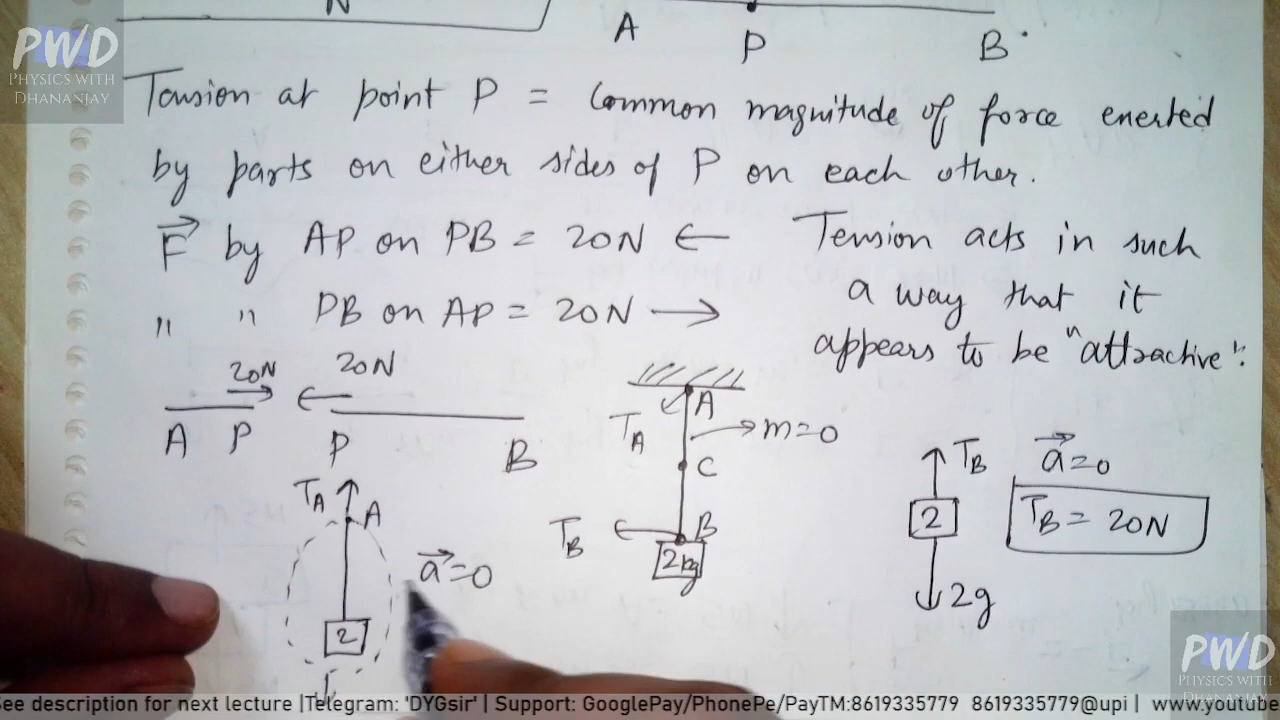 N
A P B
PWD
PHYSICS WITH
DHANANJAY
Tension at point P = Common magnitude of force enerted
by parts on either sides of P on each other.
F by AP on PB = 20N ←
" " PB on AP = 20N →
Tension acts in such
a way that it
appears to be "attractive".
20N 20N
A P P B
A
T_A
m=0
C
T_B B
2kg
T_B
2
2g
a=0
T_B = 20N
T_A A
a=0
2
PWD
PHYSICS WITH
DHANANJAY
See description for next lecture |Telegram: 'DYGsir' | Support: GooglePay/PhonePe/PayTM:8619335779 8619335779@upi | www.youtube